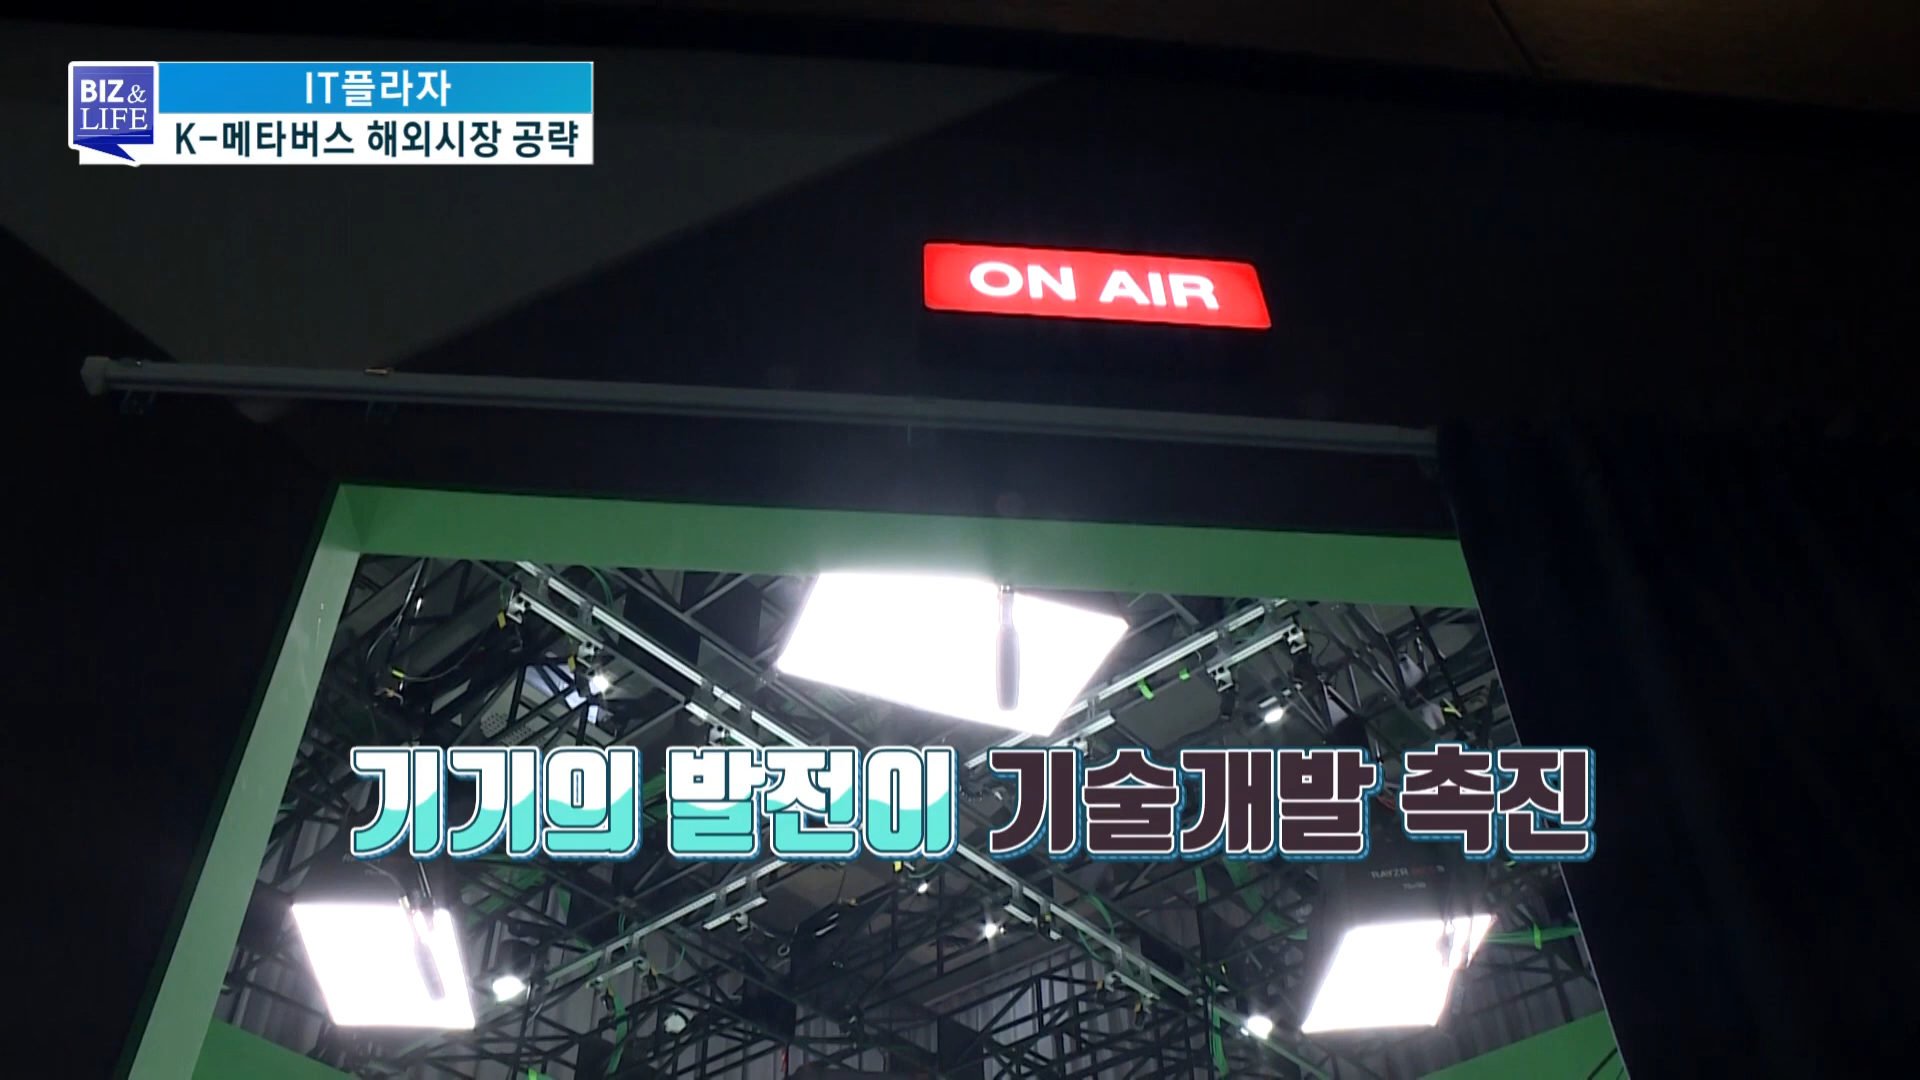 BIZ&
LIFE
IT플라자
K-메타버스 해외시장 공략
ON AIR
기기의 발전이 기술개발 촉진
RAYZR